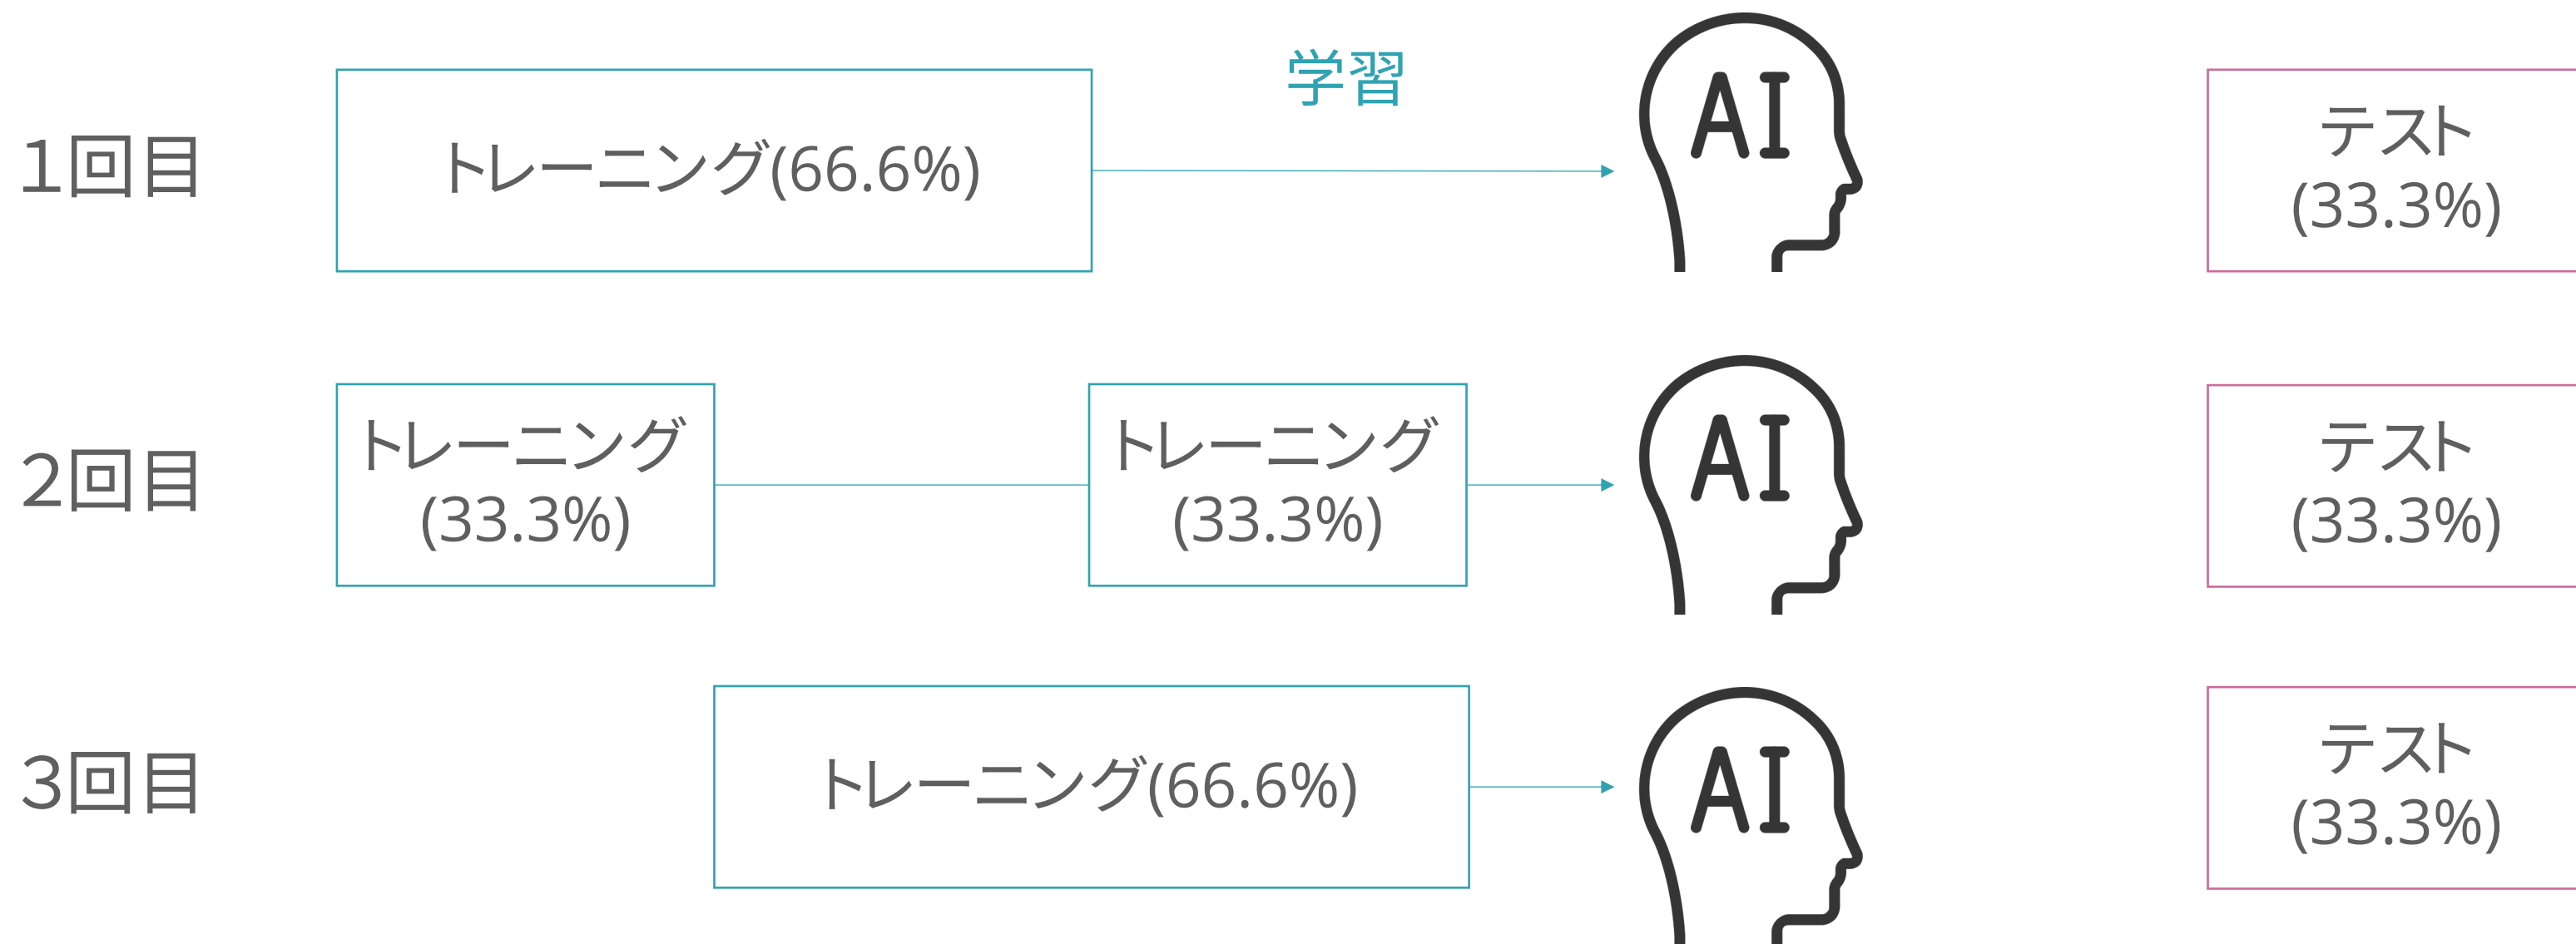 学習
1回目
トレーニング(66.6%)
AI
テスト
(33.3%)
2回目
トレーニング
(33.3%)
トレーニング
(33.3%)
AI
テスト
(33.3%)
3回目
トレーニング(66.6%)
AI
テスト
(33.3%)